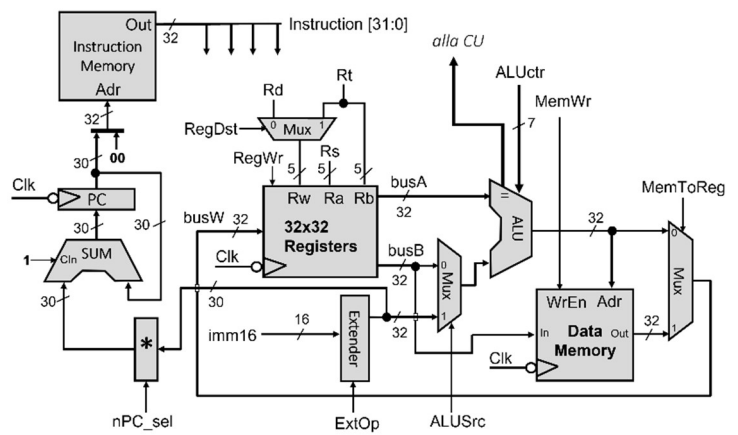 Out
32
Instruction [31:0]
Instruction
Memory
Adr
alla CU
Rt
Rd
ALUctr
32
MemWr
0
Mux
1
7
RegDst
30
00
Rs
RegWr
5
5
5
Clk
PC
busA
MemToReg
Rw
Ra
Rb
=
32
busW
32
30
30
32x32
Registers
ALU
32
0
1
CIn
SUM
Clk
busB
0
32
Mux
Mux
WrEn
Adr
30
30
16
imm16
Extender
32
1
In
Data
Memory
Out
32
1
*
Clk
nPC_sel
ExtOp
ALUSrc